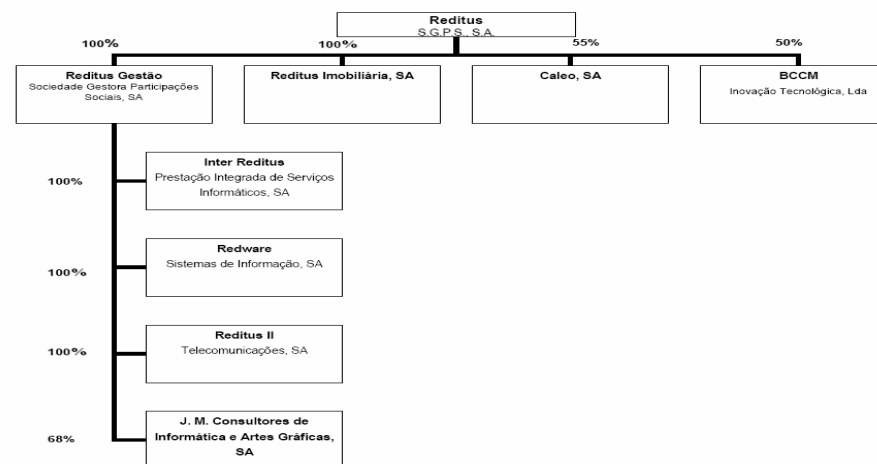 Reditus
S.G.P.S., S.A.
100%
100%
55%
50%
Reditus Gestão
Sociedade Gestora Participações
Sociais, SA
Reditus Imobiliária, SA
Caleo, SA
BCCM
Inovação Tecnológica, Lda
100%
Inter Reditus
Prestação Integrada de Serviços
Informáticos, SA
100%
Redware
Sistemas de Informação, SA
100%
Reditus II
Telecomunicações, SA
68%
J. M. Consultores de
Informática e Artes Gráficas,
SA